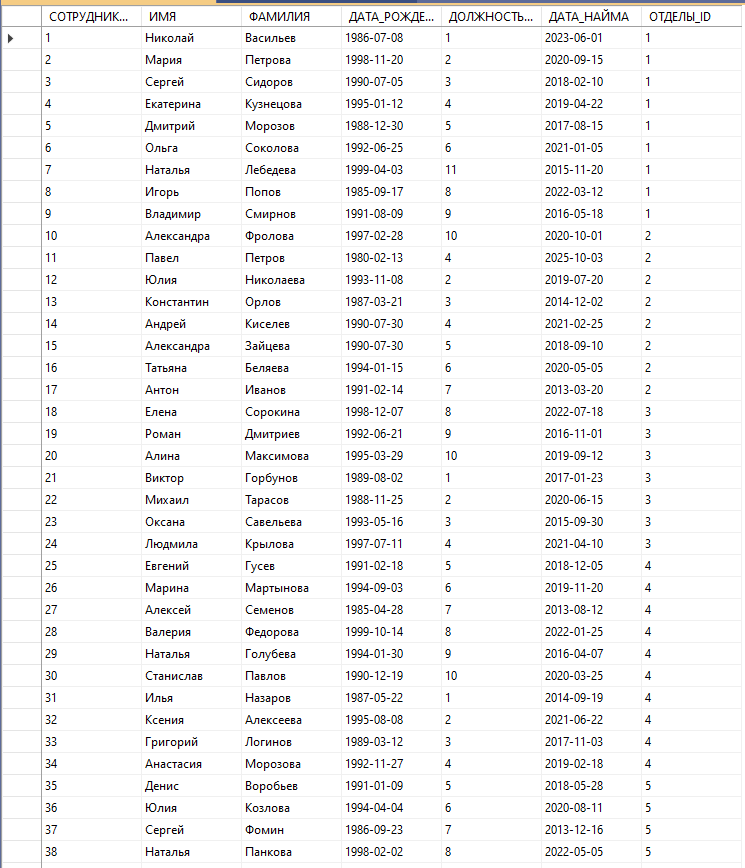 СОТРУДНИК... ИМЯ ФАМИЛИЯ ДАТА_РОЖДЕ... ДОЛЖНОСТЬ... ДАТА_НАЙМА ОТДЕЛЫ_ID
1 Николай Васильев 1986-07-08 1 2023-06-01 1
2 Мария Петрова 1998-11-20 2 2020-09-15 1
3 Сергей Сидоров 1990-07-05 3 2018-02-10 1
4 Екатерина Кузнецова 1995-01-12 4 2019-04-22 1
5 Дмитрий Морозов 1988-12-30 5 2017-08-15 1
6 Ольга Соколова 1992-06-25 6 2021-01-05 1
7 Наталья Лебедева 1999-04-03 11 2015-11-20 1
8 Игорь Попов 1985-09-17 8 2022-03-12 1
9 Владимир Смирнов 1991-08-09 9 2016-05-18 1
10 Александра Фролова 1997-02-28 10 2020-10-01 2
11 Павел Петров 1980-02-13 4 2025-10-03 2
12 Юлия Николаева 1993-11-08 2 2019-07-20 2
13 Константин Орлов 1987-03-21 3 2014-12-02 2
14 Андрей Киселев 1990-07-30 4 2021-02-25 2
15 Александра Зайцева 1990-07-30 5 2018-09-10 2
16 Татьяна Беляева 1994-01-15 6 2020-05-05 2
17 Антон Иванов 1991-02-14 7 2013-03-20 2
18 Елена Сорокина 1998-12-07 8 2022-07-18 3
19 Роман Дмитриев 1992-06-21 9 2016-11-01 3
20 Алина Максимова 1995-03-29 10 2019-09-12 3
21 Виктор Горбунов 1989-08-02 1 2017-01-23 3
22 Михаил Тарасов 1988-11-25 2 2020-06-15 3
23 Оксана Савельева 1993-05-16 3 2015-09-30 3
24 Людмила Крылова 1997-07-11 4 2021-04-10 3
25 Евгений Гусев 1991-02-18 5 2018-12-05 4
26 Марина Мартынова 1994-09-03 6 2019-11-20 4
27 Алексей Семенов 1985-04-28 7 2013-08-12 4
28 Валерия Федорова 1999-10-14 8 2022-01-25 4
29 Наталья Голубева 1994-01-30 9 2016-04-07 4
30 Станислав Павлов 1990-12-19 10 2020-03-25 4
31 Илья Назаров 1987-05-22 1 2014-09-19 4
32 Ксения Алексеева 1995-08-08 2 2021-06-22 4
33 Григорий Логинов 1989-03-12 3 2017-11-03 4
34 Анастасия Морозова 1992-11-27 4 2019-02-18 4
35 Денис Воробьев 1991-01-09 5 2018-05-28 5
36 Юлия Козлова 1994-04-04 6 2020-08-11 5
37 Сергей Фомин 1986-09-23 7 2013-12-16 5
38 Наталья Панкова 1998-02-02 8 2022-05-05 5